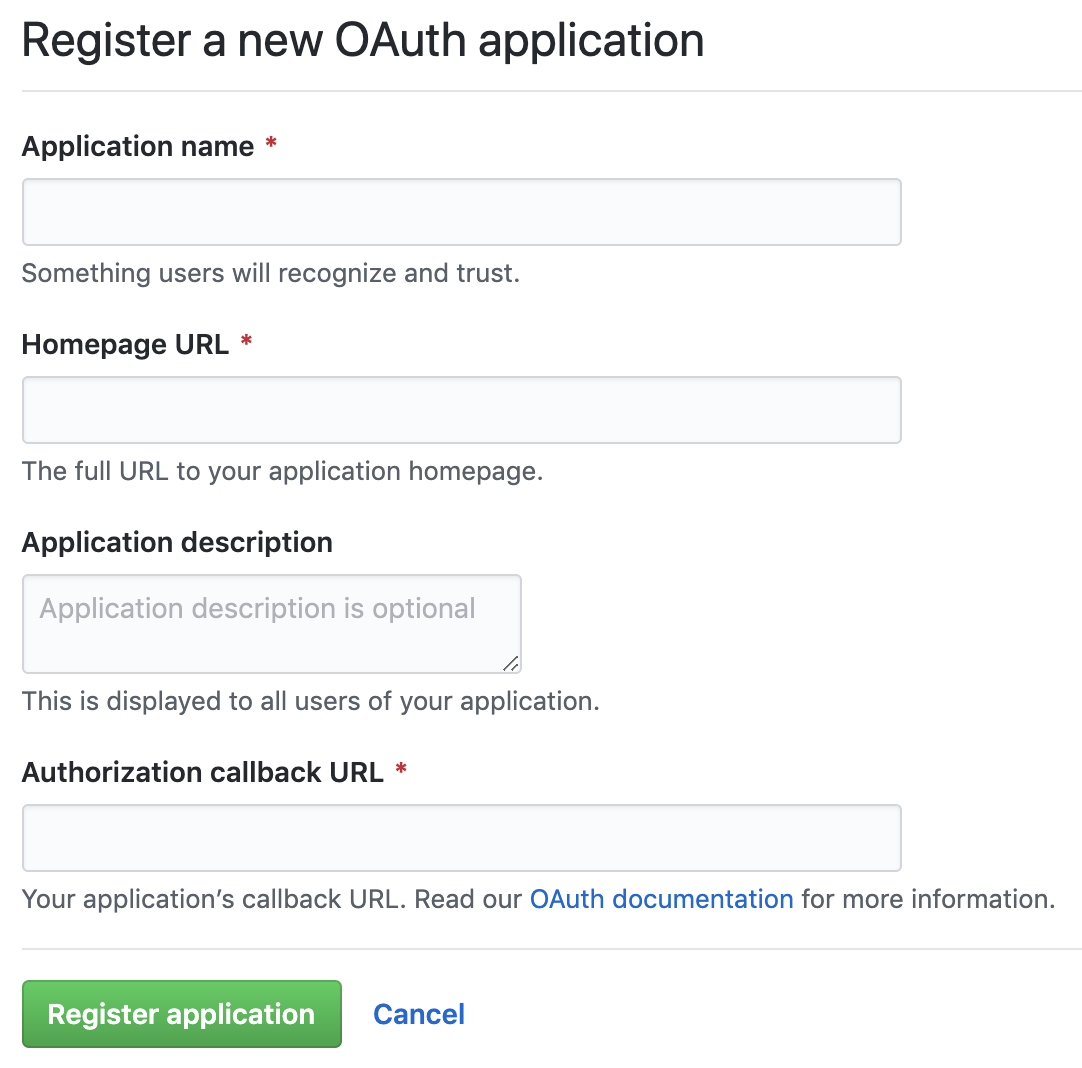 Register a new OAuth application
Application name *
Something users will recognize and trust.
Homepage URL *
The full URL to your application homepage.
Application description
Application description is optional
This is displayed to all users of your application.
Authorization callback URL *
Your application’s callback URL. Read our OAuth documentation for more information.
Register application Cancel